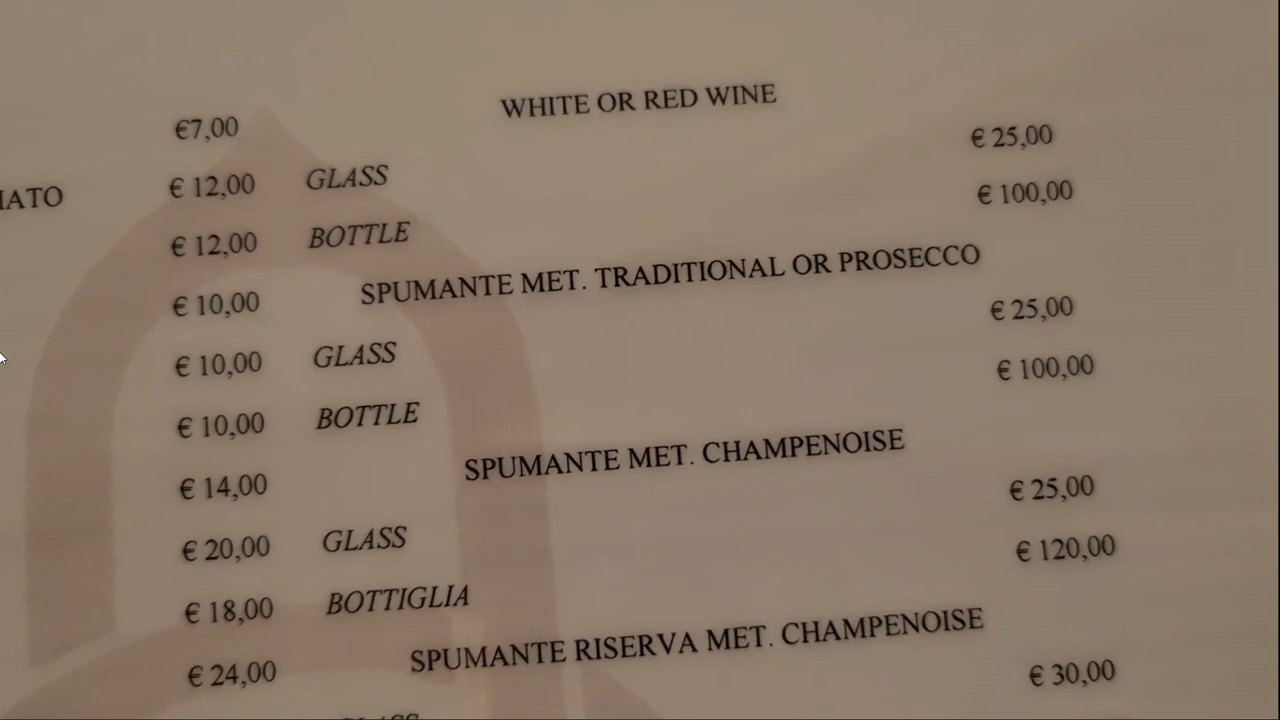 €7,00
IATO € 12,00
€ 12,00
€ 10,00
€ 10,00
€ 10,00
€ 14,00
€ 20,00
€ 18,00
€ 24,00
WHITE OR RED WINE
GLASS € 25,00
BOTTLE € 100,00
SPUMANTE MET. TRADITIONAL OR PROSECCO
GLASS € 25,00
BOTTLE € 100,00
SPUMANTE MET. CHAMPENOISE
GLASS € 25,00
BOTTIGLIA € 120,00
SPUMANTE RISERVA MET. CHAMPENOISE
GLASS € 30,00